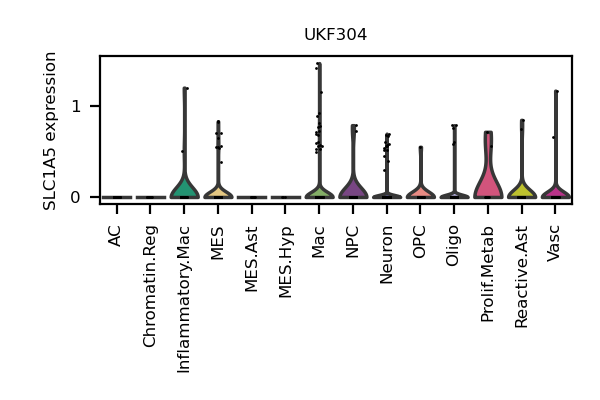 UKF304
SLC1A5 expression
1
0
AC
Chromatin.Reg
Inflammatory.Mac
MES
MES.Ast
MES.Hyp
Mac
NPC
Neuron
OPC
Oligo
Prolif.Metab
Reactive.Ast
Vasc